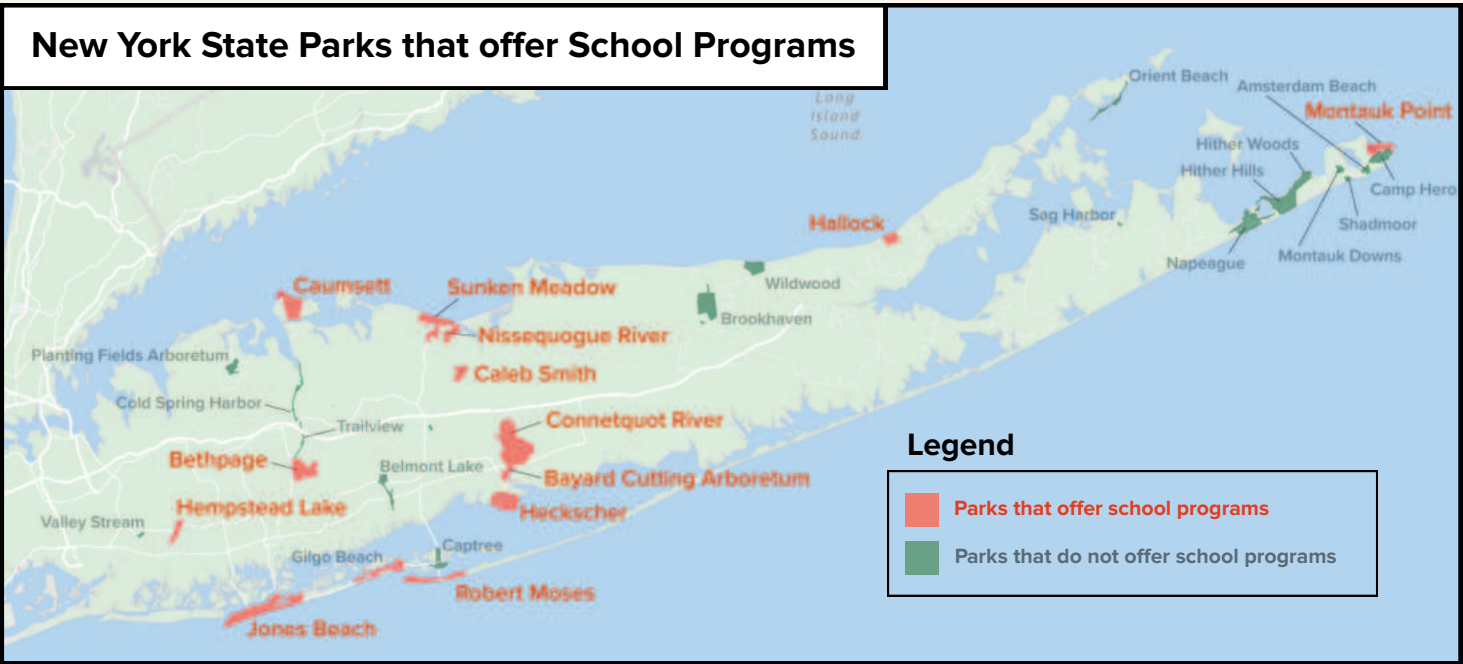 New York State Parks that offer School Programs
Long
Island
Sound
Orient Beach
Amsterdam Beach
Montauk Point
Hither Woods
Hither Hills
Camp Hero
Sag Harbor
Shadmoor
Hallock
Napeague
Montauk Downs
Wildwood
Caumsett
Sunken Meadow
Brookhaven
Nissequogue River
Planting Fields Arboretum
Caleb Smith
Cold Spring Harbor
Trailview
Connetquot River
Bethpage
Belmont Lake
Bayard Cutting Arboretum
Hempstead Lake
Heckscher
Valley Stream
Gilgo Beach
Captree
Robert Moses
Jones Beach
Legend
Parks that offer school programs
Parks that do not offer school programs